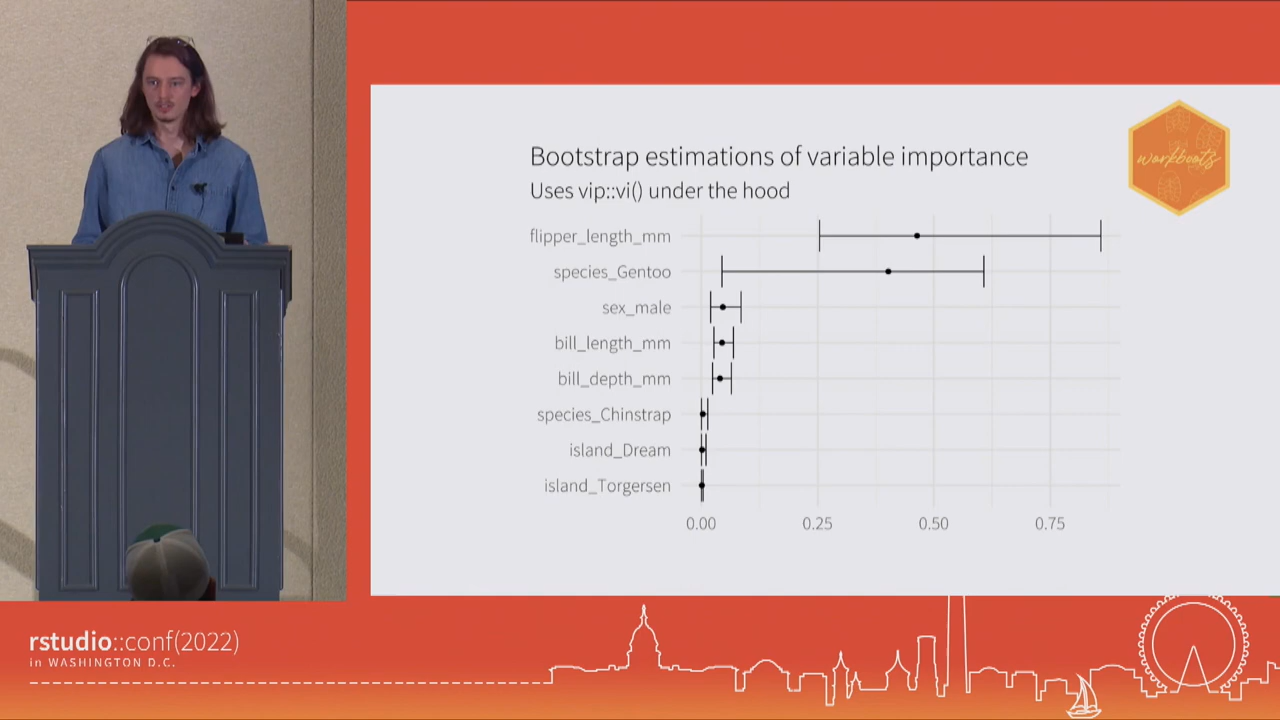 Bootstrap estimations of variable importance
Uses vip::vi() under the hood
workboots
flipper_length_mm
species_Gentoo
sex_male
bill_length_mm
bill_depth_mm
species_Chinstrap
island_Dream
island_Torgersen
0.00 0.25 0.50 0.75
rstudio::conf(2022)
in WASHINGTON D.C.